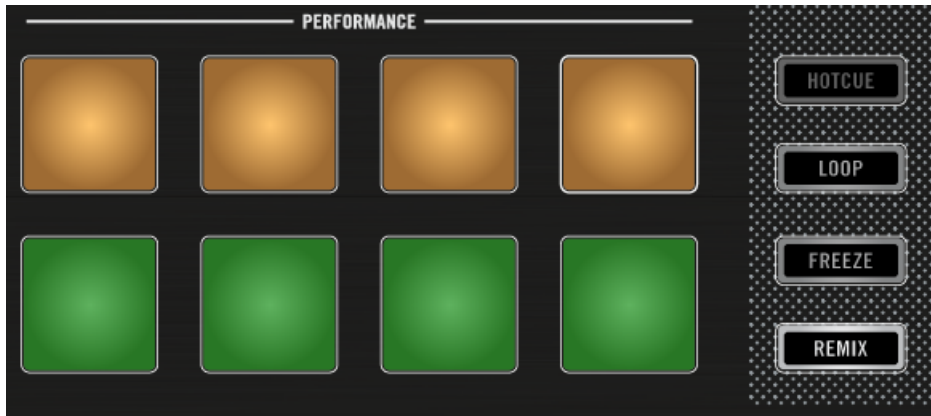 PERFORMANCE
HOTCUE
LOOP
FREEZE
REMIX